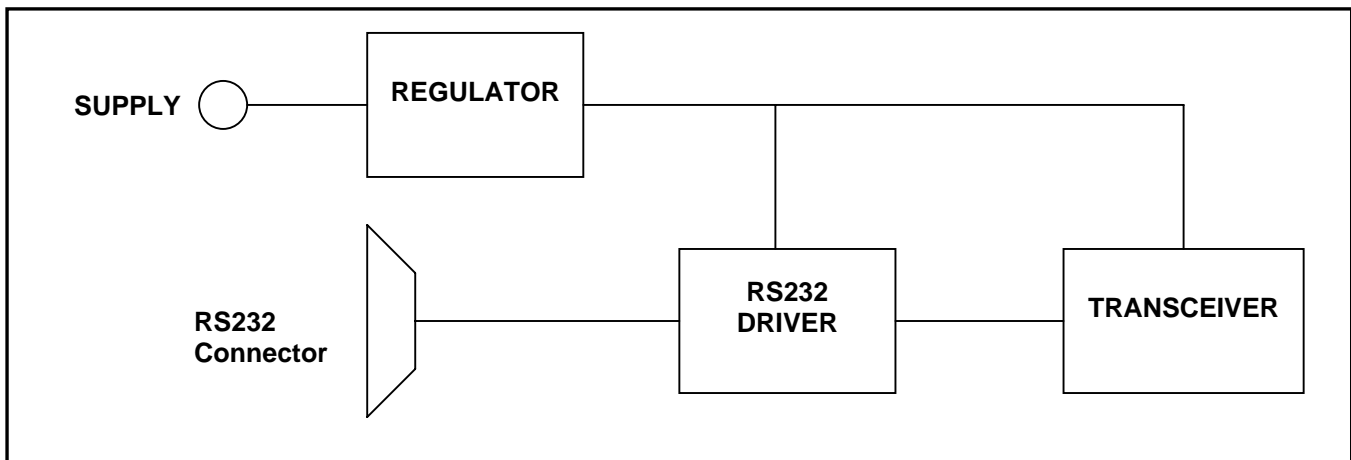 SUPPLY
REGULATOR
RS232
Connector
RS232
DRIVER
TRANSCEIVER